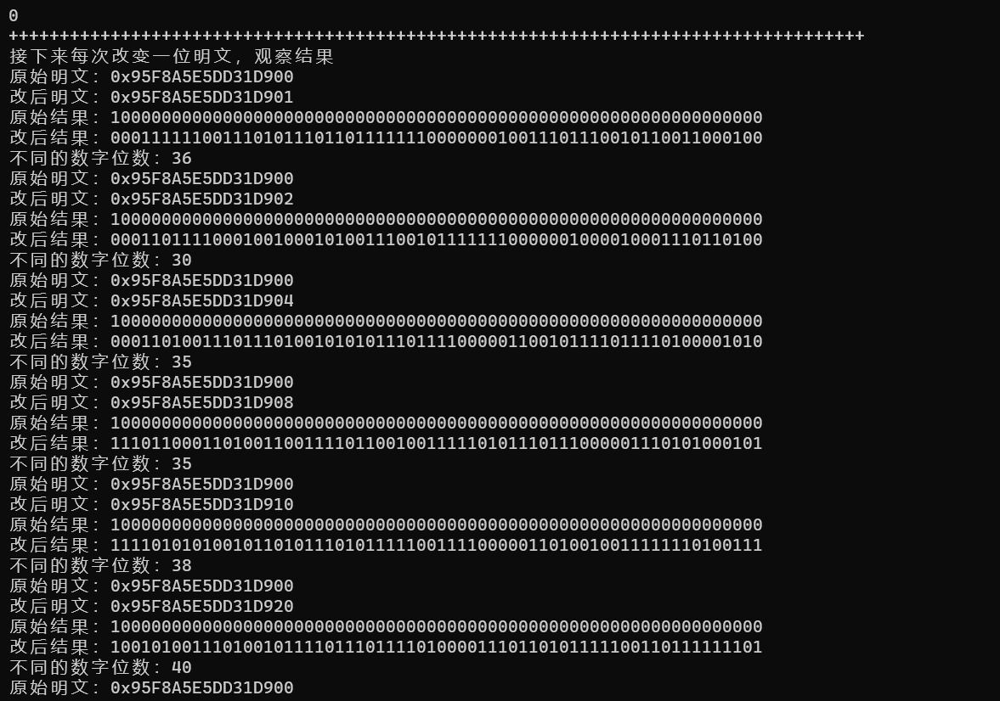 0
++++++++++++++++++++++++++++++++++++++++++++++++++++++++++++++++++++++++++++++++++++
接下来每次改变一位明文，观察结果
原始明文：0x95F8A5E5DD31D900
改后明文：0x95F8A5E5DD31D901
原始结果：1000000000000000000000000000000000000000000000000000000000000000
改后结果：0001111110011101011101101111111100000001001110111001011001100100
不同的数字位数：36
原始明文：0x95F8A5E5DD31D900
改后明文：0x95F8A5E5DD31D902
原始结果：1000000000000000000000000000000000000000000000000000000000000000
改后结果：0001101111000100100010100111001011111110000001000010001110110100
不同的数字位数：30
原始明文：0x95F8A5E5DD31D900
改后明文：0x95F8A5E5DD31D904
原始结果：1000000000000000000000000000000000000000000000000000000000000000
改后结果：0001101001110111010010101011101111000001100101111011110100001010
不同的数字位数：35
原始明文：0x95F8A5E5DD31D900
改后明文：0x95F8A5E5DD31D908
原始结果：1000000000000000000000000000000000000000000000000000000000000000
改后结果：1110110001101001100111101100100111110101110111000001110101000101
不同的数字位数：35
原始明文：0x95F8A5E5DD31D900
改后明文：0x95F8A5E5DD31D910
原始结果：1000000000000000000000000000000000000000000000000000000000000000
改后结果：1111010101001011010111010111110011110000011010010011111110100111
不同的数字位数：38
原始明文：0x95F8A5E5DD31D900
改后明文：0x95F8A5E5DD31D920
原始结果：1000000000000000000000000000000000000000000000000000000000000000
改后结果：1001010011101001011110111011110100001110110101111100110111111101
不同的数字位数：40
原始明文：0x95F8A5E5DD31D900